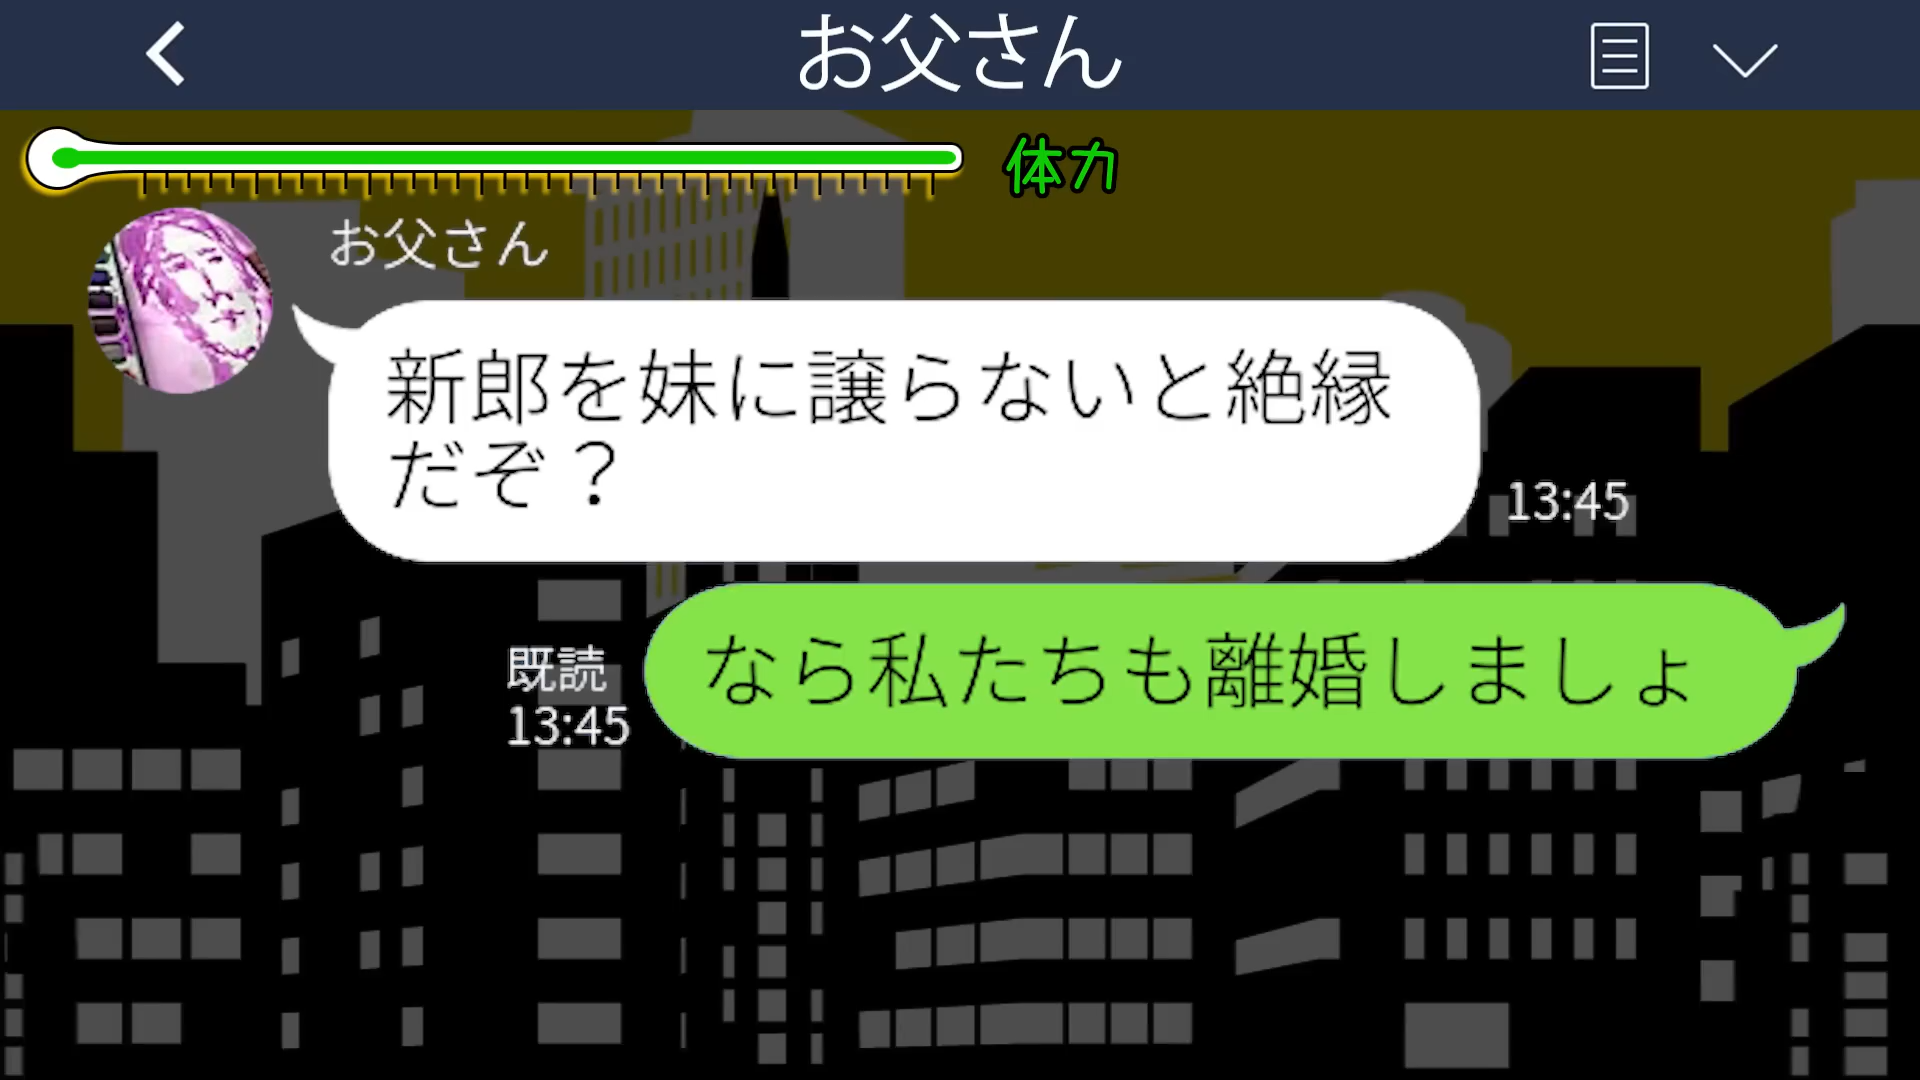 お父さん
体力
お父さん
新郎を妹に譲らないと絶縁
だぞ？
13:45
なら私たちも離婚しましょ
既読
13:45